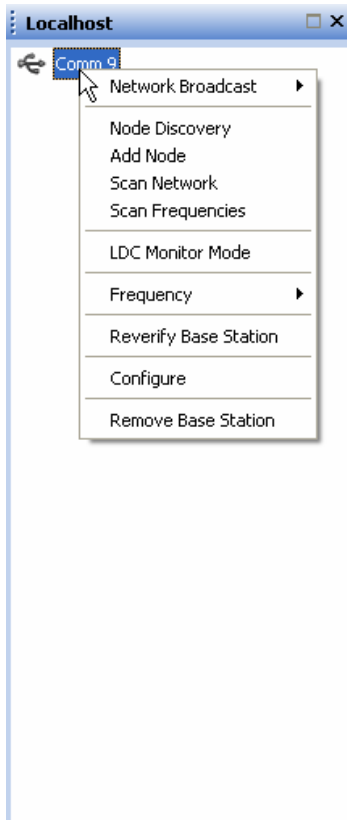 Localhost
Comm 9
Network Broadcast
Node Discovery
Add Node
Scan Network
Scan Frequencies
LDC Monitor Mode
Frequency
Reverify Base Station
Configure
Remove Base Station